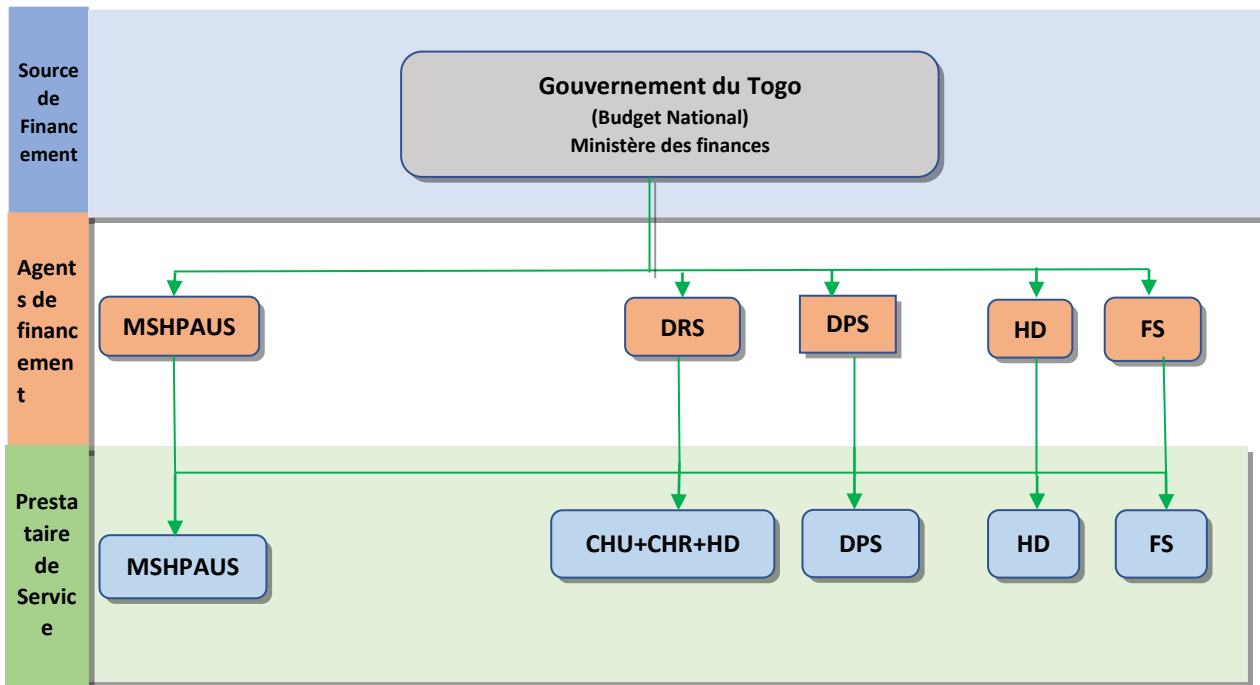 Source
de
Financ
ement
Gouvernement du Togo
(Budget National)
Ministère des finances
Agent
s de
financ
emen
t
MSHPAUS
DRS
DPS
HD
FS
Presta
taire
de
Servic
e
MSHPAUS
CHU+CHR+HD
DPS
HD
FS